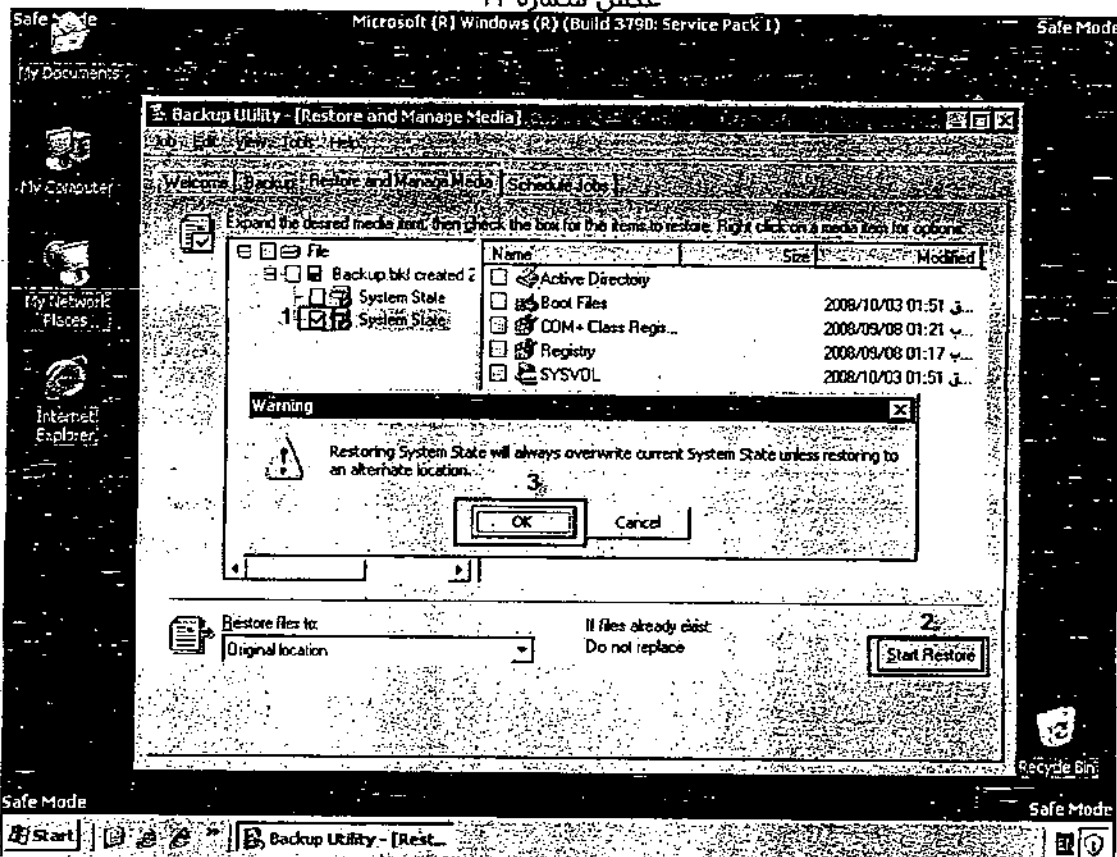 عکس شماره
Safe Mode
Microsoft (R) Windows (R) (Build 3790: Service Pack 1)
Safe Mode
My Documents
Backup Utility - [Restore and Manage Media]
Job Edit View Tools Help
My Computer
Welcome Backup Restore and Manage Media Schedule Jobs
Expand the desired media item, then check the box for the items to restore. Right click on a media item for options:
File
Name Size Modified
Backup.bkf created 2
Active Directory
System State
Boot Files 2008/10/03 01:51 ق...
1 System State
COM+ Class Regis... 2008/09/08 01:21 ب...
Registry 2008/09/08 01:17 ب...
SYSVOL 2008/10/03 01:51 ق...
My Network Places
Internet Explorer
Warning
Restoring System State will always overwrite current System State unless restoring to
an alternate location.
3.
OK Cancel
Restore files to:
Original location
If files already exist:
Do not replace
2.
Start Restore
Recycle Bin
Safe Mode
Safe Mode
Start
Backup Utility - [Rest...